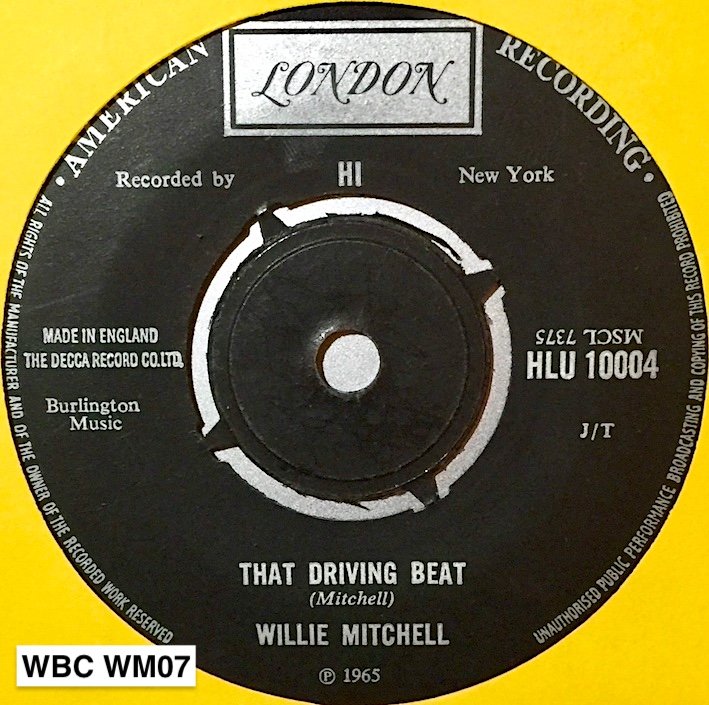 · AMERICAN RECORDING ·
LONDON
Recorded by HI New York
ALL RIGHTS OF THE MANUFACTURER AND OF THE OWNER OF THE RECORDED WORK RESERVED
UNAUTHORISED PUBLIC PERFORMANCE BROADCASTING AND COPYING OF THIS RECORD PROHIBITED
MADE IN ENGLAND
THE DECCA RECORD CO.LTD.
Burlington
Music
MSCL 7375
HLU 10004
J/T
THAT DRIVING BEAT
(Mitchell)
WILLIE MITCHELL
℗ 1965
WBC WM07